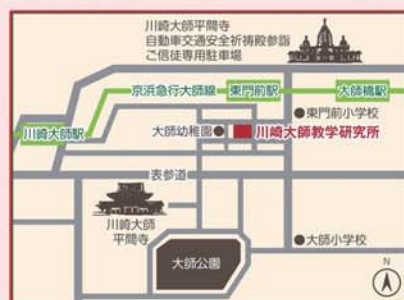 川崎大師平間寺
自動車交通安全祈祷殿参詣
ご信徒専用駐車場
京浜急行大師線
東門前駅
大師橋駅
川崎大師駅
東門前小学校
大師幼稚園
川崎大師教学研究所
表参道
川崎大師
平間寺
大師小学校
大師公園
N